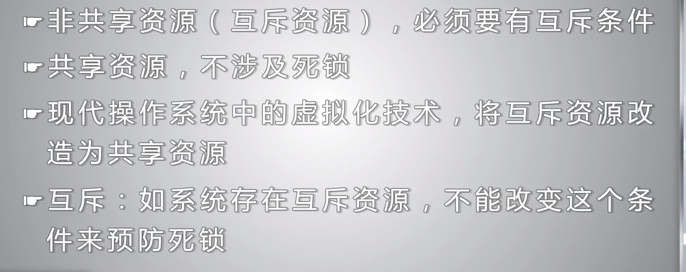 ☛非共享资源（互斥资源），必须要有互斥条件
☛共享资源，不涉及死锁
☛现代操作系统中的虚拟化技术，将互斥资源改
造为共享资源
☛互斥：如系统存在互斥资源，不能改变这个条
件来预防死锁